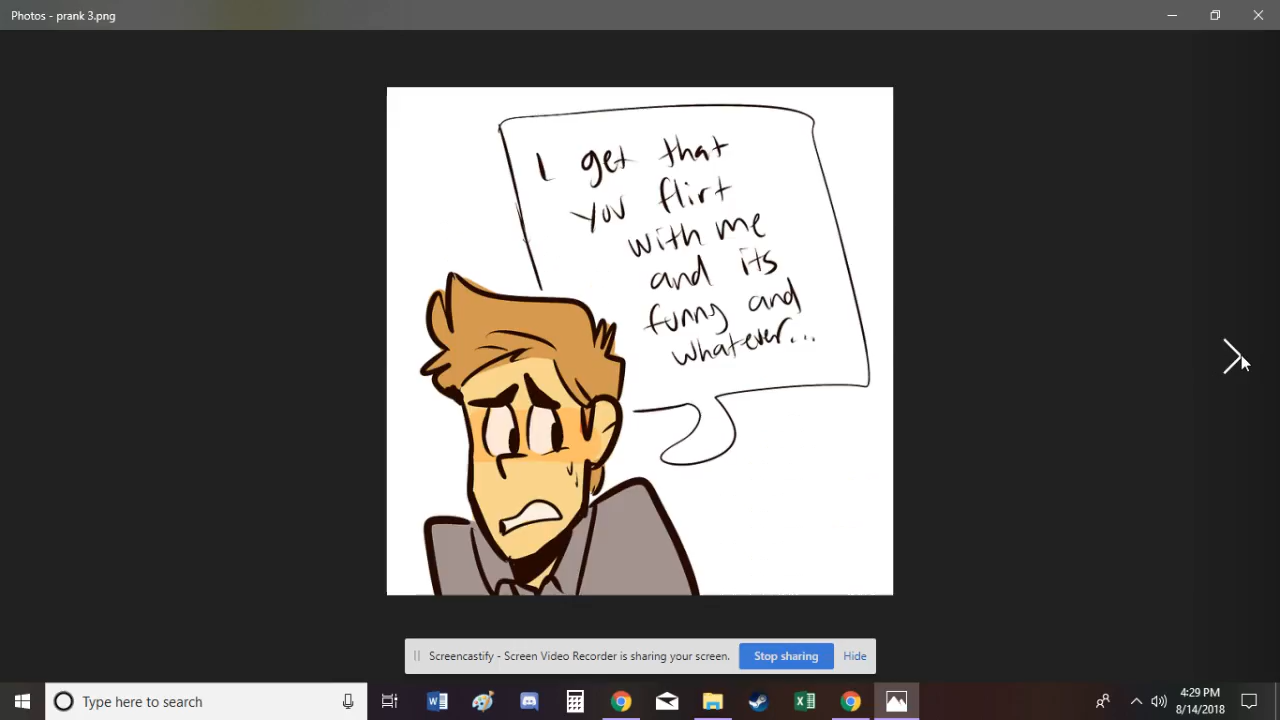 Photos - prank 3.png
I get that
you flirt
with me
and its
funny and
whatever...
Screencastify - Screen Video Recorder is sharing your screen.
Stop sharing
Hide
Type here to search
4:29 PM
8/14/2018